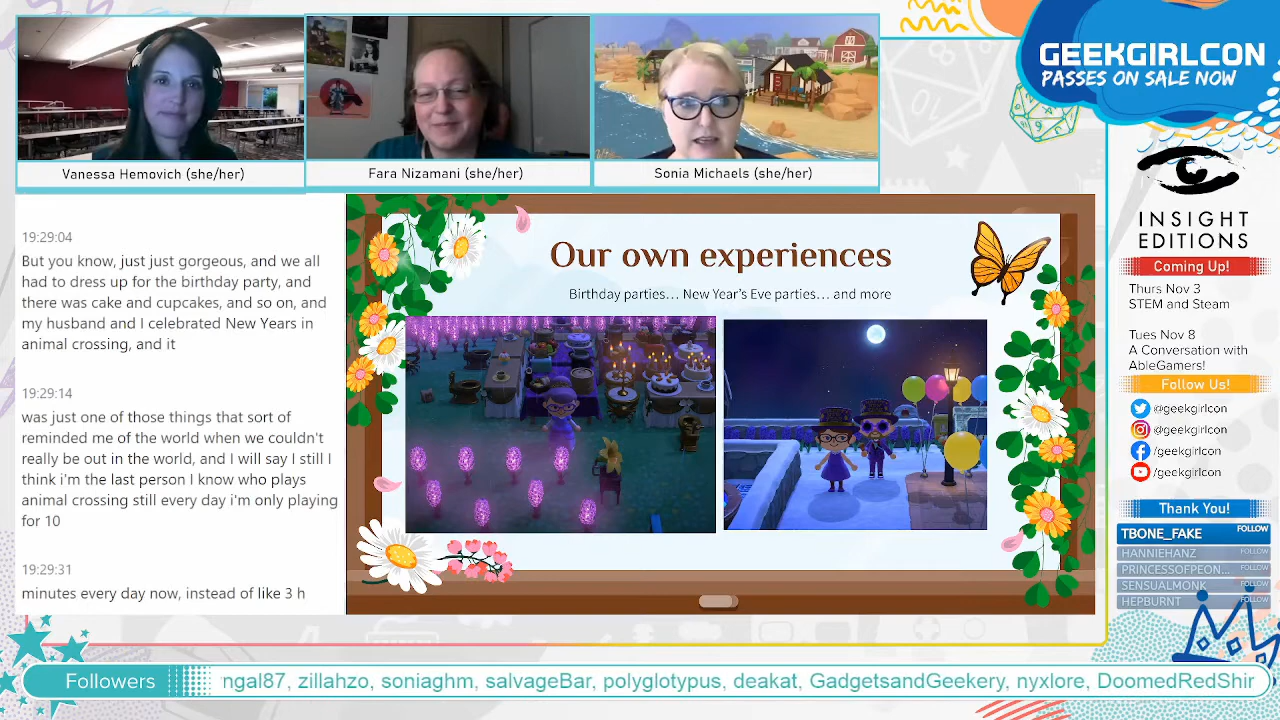 GEEKGIRLCON
PASSES ON SALE NOW
Vanessa Hemovich (she/her)
Fara Nizamani (she/her)
Sonia Michaels (she/her)
19:29:04
But you know, just just gorgeous, and we all
had to dress up for the birthday party, and
there was cake and cupcakes, and so on, and
my husband and I celebrated New Years in
animal crossing, and it
19:29:14
was just one of those things that sort of
reminded me of the world when we couldn't
really be out in the world, and I will say I still I
think i'm the last person I know who plays
animal crossing still every day i'm only playing
for 10
19:29:31
minutes every day now, instead of like 3 h
Our own experiences
Birthday parties... New Year's Eve parties... and more
INSIGHT
EDITIONS
Coming Up!
Thurs Nov 3
STEM and Steam
Tues Nov 8
A Conversation with
AbleGamers!
Follow Us!
@geekgirlcon
@geekgirlcon
/geekgirlcon
/geekgirlcon
Thank You!
TBONE_FAKE FOLLOW
HANNIEHANZ FOLLOW
PRINCESSOFPEON... FOLLOW
SENSUALMONK FOLLOW
HEPBURNT FOLLOW
Followers
ngal87, zillahzo, soniaghm, salvageBar, polyglotypus, deakat, GadgetsandGeekery, nyxlore, DoomedRedShir